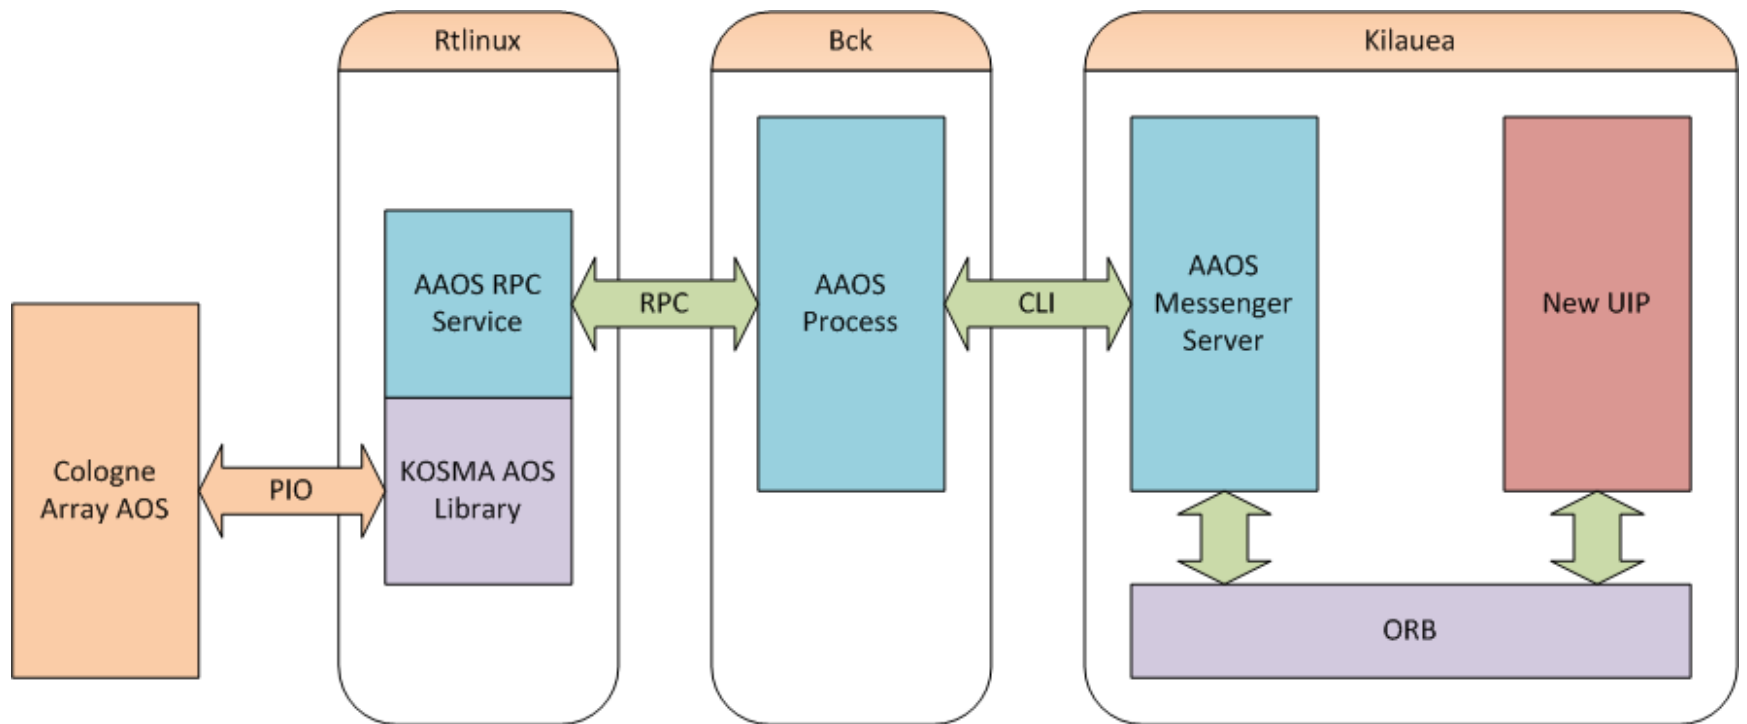 Rtlinux
Bck
Kilauea
AAOS RPC
Service
RPC
AAOS
Process
CLI
AAOS
Messenger
Server
New UIP
Cologne
Array AOS
PIO
KOSMA AOS
Library
ORB